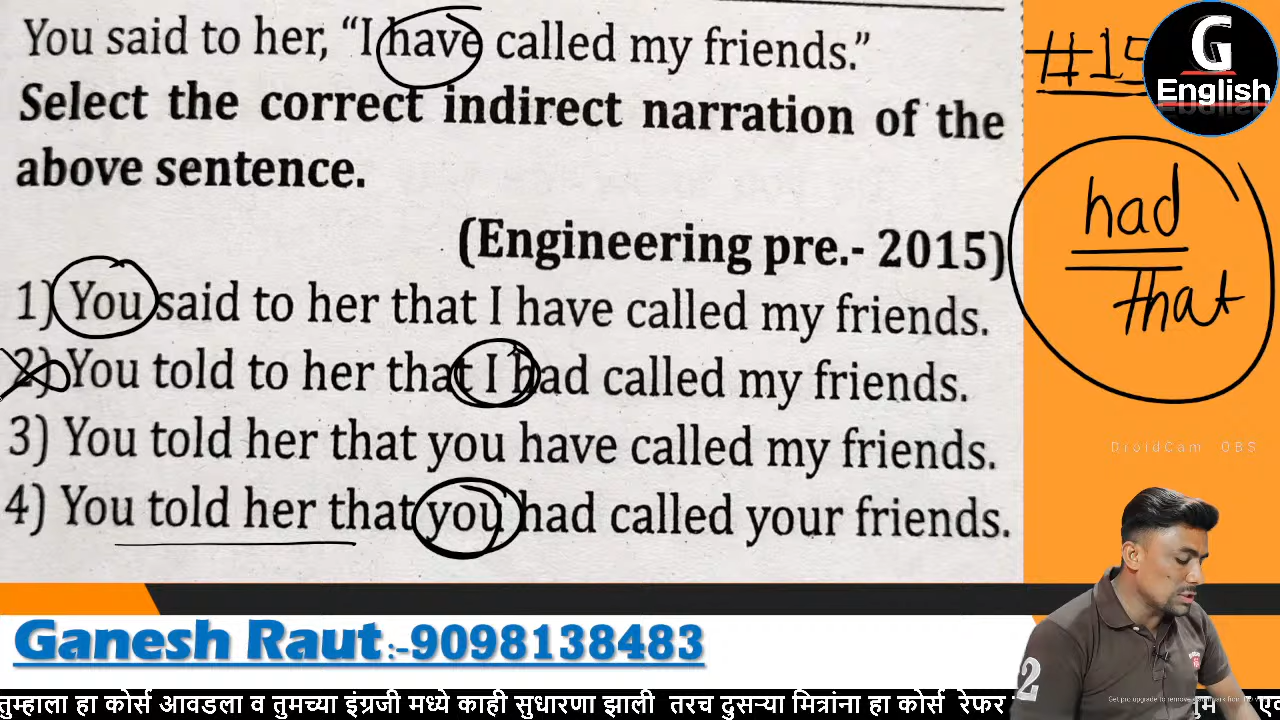 You said to her, “I have called my friends.”
Select the correct indirect narration of the
above sentence.
(Engineering pre.- 2015)
1) You said to her that I have called my friends.
2) You told to her that I had called my friends.
3) You told her that you have called my friends.
4) You told her that you had called your friends.
G
English
had
that
DroidCam OBS
Ganesh Raut:-9098138483
2
तुम्हाला हा कोर्स आवडला व तुमच्या इंग्रजी मध्ये काही सुधारणा झाली तरच दुसऱ्या मित्रांना हा कोर्स रेफर